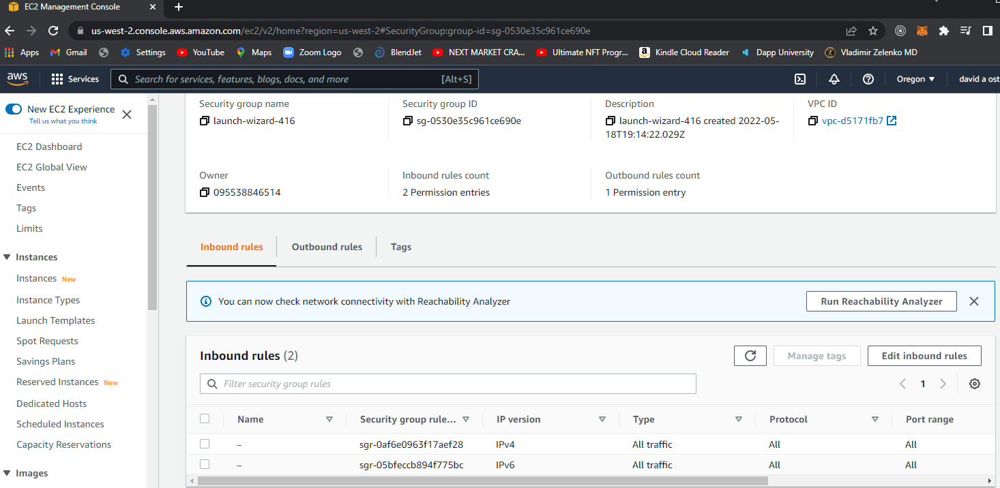 EC2 Management Console
us-west-2.console.aws.amazon.com/ec2/v2/home?region=us-west-2#SecurityGroup:group-id=sg-0530e35c961ce690e
Apps Gmail Settings YouTube Maps Zoom Logo BlendJet NEXT MARKET CRA... Ultimate NFT Progr... Kindle Cloud Reader Dapp University Vladimir Zelenko MD
aws Services Search for services, features, blogs, docs, and more [Alt+S] Oregon david a ost
New EC2 Experience
Tell us what you think
EC2 Dashboard
EC2 Global View
Events
Tags
Limits
Instances
Instances New
Instance Types
Launch Templates
Spot Requests
Savings Plans
Reserved Instances New
Dedicated Hosts
Scheduled Instances
Capacity Reservations
Images
Security group name
launch-wizard-416
Security group ID
sg-0530e35c961ce690e
Description
launch-wizard-416 created 2022-05-
18T19:14:22.029Z
VPC ID
vpc-d5171fb7
Owner
095538846514
Inbound rules count
2 Permission entries
Outbound rules count
1 Permission entry
Inbound rules Outbound rules Tags
You can now check network connectivity with Reachability Analyzer Run Reachability Analyzer
Inbound rules (2) Manage tags Edit inbound rules
Filter security group rules 1
Name Security group rule... IP version Type Protocol Port range
– sgr-0af6e0963f17aef28 IPv4 All traffic All All
– sgr-05bfeccb894f775bc IPv6 All traffic All All